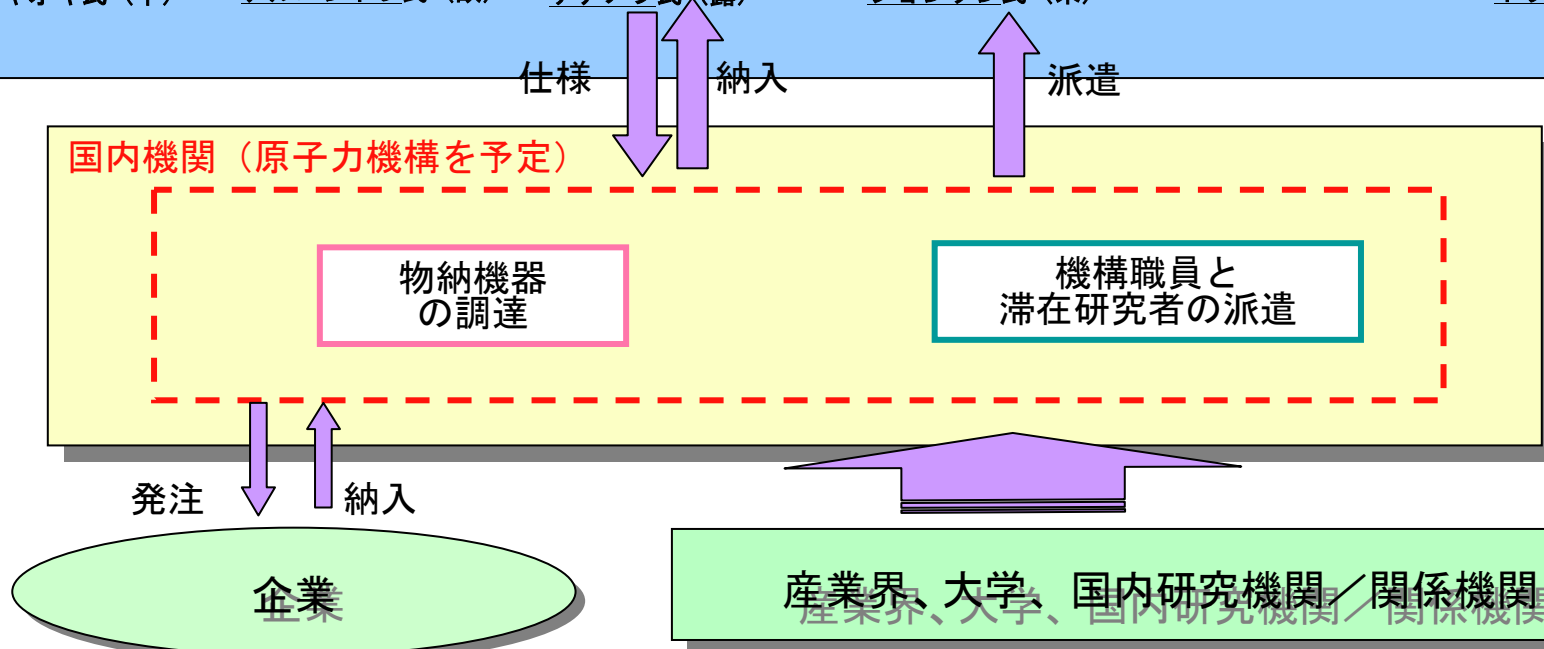 仕様
納入
派遣
国内機関（原子力機構を予定）
物納機器
の調達
機構職員と
滞在研究者の派遣
発注
納入
企業
産業界、大学、国内研究機関／関係機関